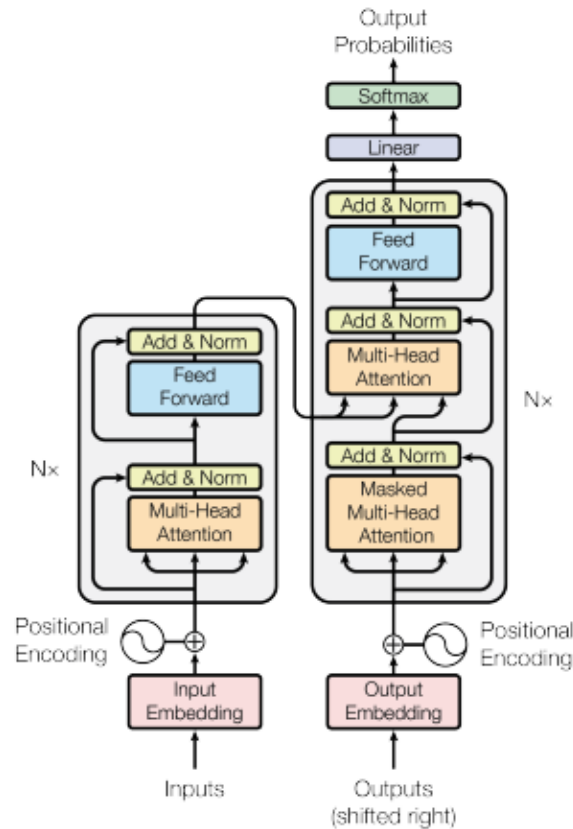 Output
Probabilities
Softmax
Linear
Add & Norm
Feed
Forward
Add & Norm
Multi-Head
Attention
Add & Norm
Masked
Multi-Head
Attention
N×
Add & Norm
Feed
Forward
Add & Norm
Multi-Head
Attention
N×
Positional
Encoding
Positional
Encoding
Input
Embedding
Output
Embedding
Inputs
Outputs
(shifted right)